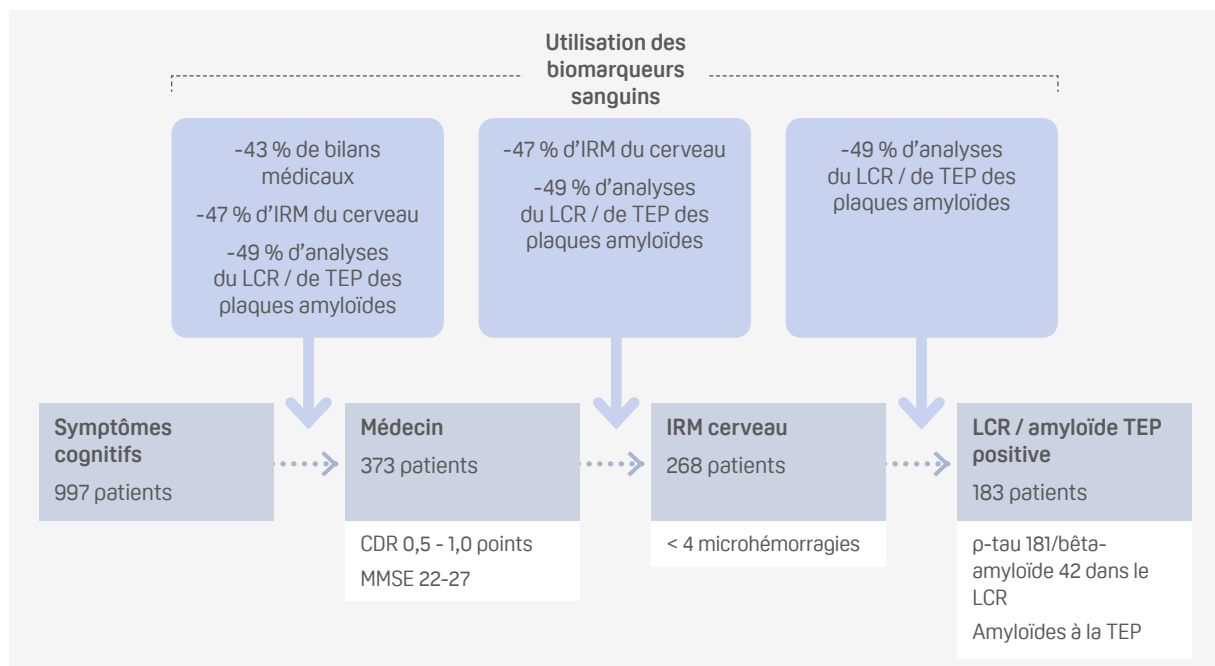 Utilisation des
biomarqueurs
sanguins
-43 % de bilans
médicaux
-47 % d'IRM du cerveau
-49 % d'analyses
du LCR / de TEP des
plaques amyloïdes
-47 % d'IRM du cerveau
-49 % d'analyses
du LCR / de TEP des
plaques amyloïdes
-49 % d'analyses
du LCR / de TEP des
plaques amyloïdes
Symptômes
cognitifs
997 patients
Médecin
373 patients
CDR 0,5 - 1,0 points
MMSE 22-27
IRM cerveau
268 patients
< 4 microhémorragies
LCR / amyloïde TEP
positive
183 patients
p-tau 181/bêta-
amyloïde 42 dans le
LCR
Amyloïdes à la TEP